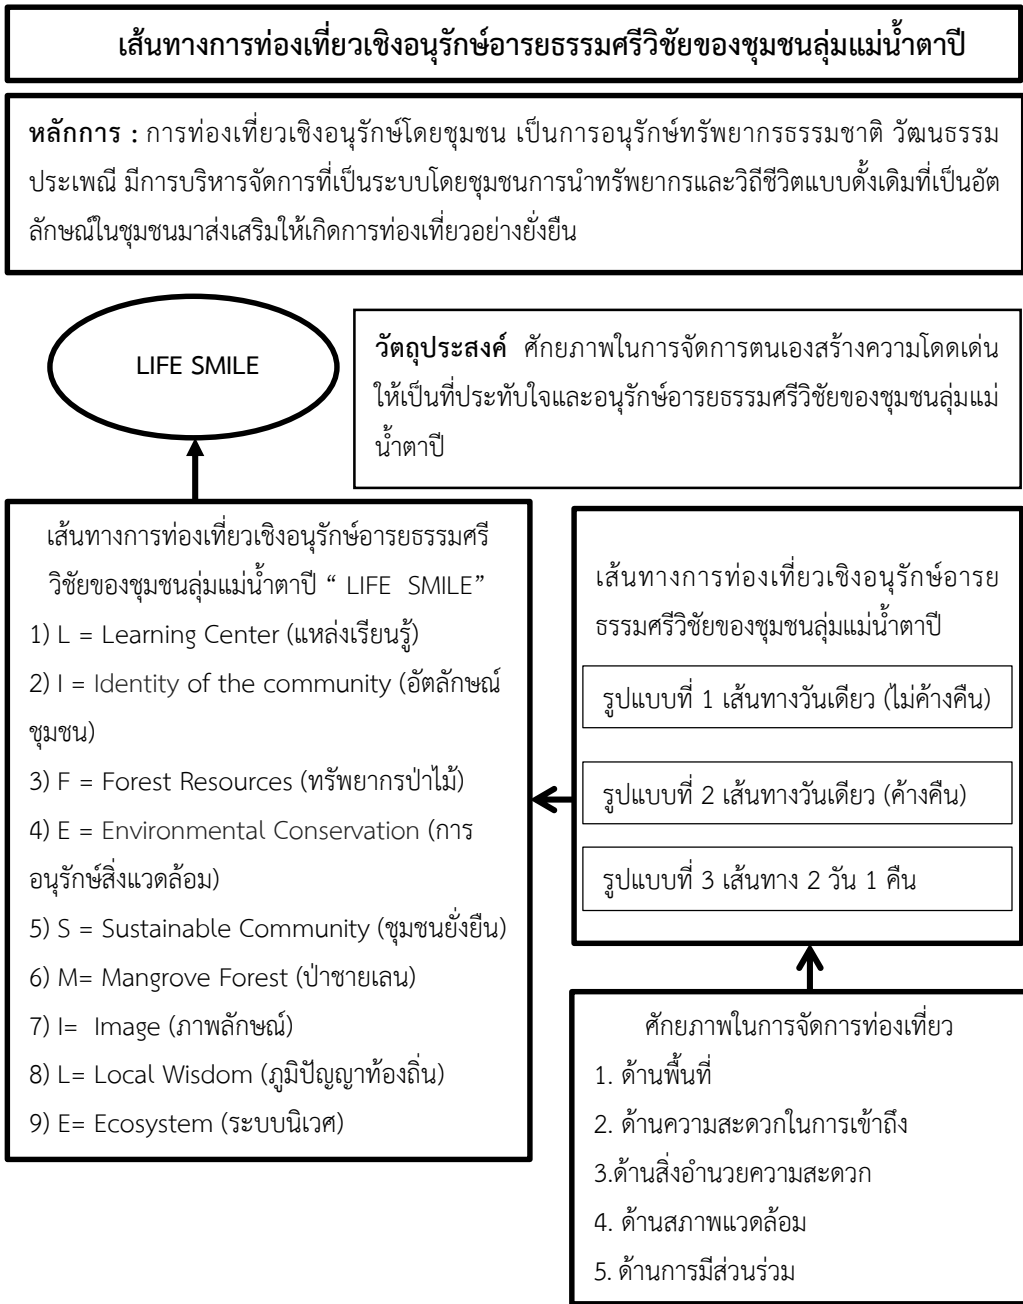 เส้นทางการท่องเที่ยวเชิงอนุรักษ์อารยธรรมศรีวิชัยของชุมชนลุ่มแม่น้ำตาปี
หลักการ : การท่องเที่ยวเชิงอนุรักษ์โดยชุมชน เป็นการอนุรักษ์ทรัพยากรธรรมชาติ วัฒนธรรม
ประเพณี มีการบริหารจัดการที่เป็นระบบโดยชุมชนการนำทรัพยากรและวิถีชีวิตแบบดั้งเดิมที่เป็นอัต
ลักษณ์ในชุมชนมาส่งเสริมให้เกิดการท่องเที่ยวอย่างยั่งยืน
LIFE SMILE
วัตถุประสงค์ ศักยภาพในการจัดการตนเองสร้างความโดดเด่น
ให้เป็นที่ประทับใจและอนุรักษ์อารยธรรมศรีวิชัยของชุมชนลุ่มแม่
น้ำตาปี
เส้นทางการท่องเที่ยวเชิงอนุรักษ์อารยธรรมศรี
วิชัยของชุมชนลุ่มแม่น้ำตาปี “ LIFE SMILE”
1) L = Learning Center (แหล่งเรียนรู้)
2) I = Identity of the community (อัตลักษณ์
ชุมชน)
3) F = Forest Resources (ทรัพยากรป่าไม้)
4) E = Environmental Conservation (การ
อนุรักษ์สิ่งแวดล้อม)
5) S = Sustainable Community (ชุมชนยั่งยืน)
6) M= Mangrove Forest (ป่าชายเลน)
7) I= Image (ภาพลักษณ์)
8) L= Local Wisdom (ภูมิปัญญาท้องถิ่น)
9) E= Ecosystem (ระบบนิเวศ)
เส้นทางการท่องเที่ยวเชิงอนุรักษ์อารย
ธรรมศรีวิชัยของชุมชนลุ่มแม่น้ำตาปี
รูปแบบที่ 1 เส้นทางวันเดียว (ไม่ค้างคืน)
รูปแบบที่ 2 เส้นทางวันเดียว (ค้างคืน)
รูปแบบที่ 3 เส้นทาง 2 วัน 1 คืน
ศักยภาพในการจัดการท่องเที่ยว
1. ด้านพื้นที่
2. ด้านความสะดวกในการเข้าถึง
3.ด้านสิ่งอำนวยความสะดวก
4. ด้านสภาพแวดล้อม
5. ด้านการมีส่วนร่วม